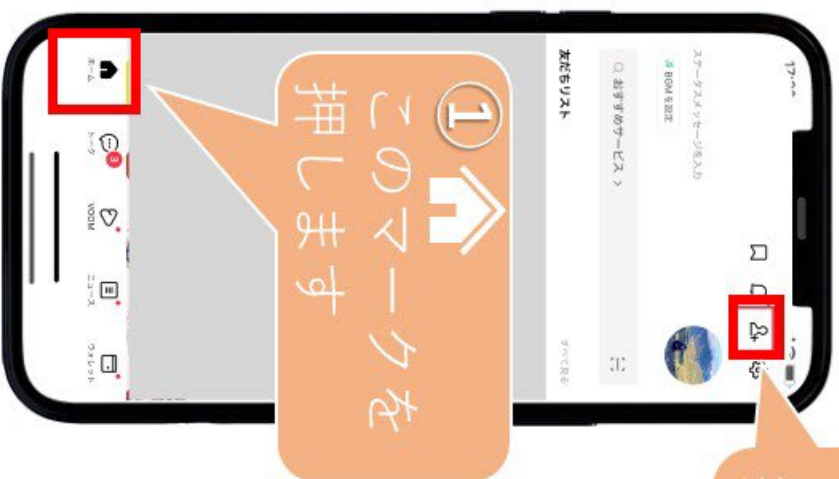 17:
ステータスメッセージを入力
♬ BGMを設定
おすすめサービス >
友だちリスト
すべて見る
①
このマークを
押します
ホーム
トーク
3
VOOM
ニュース
ウォレット